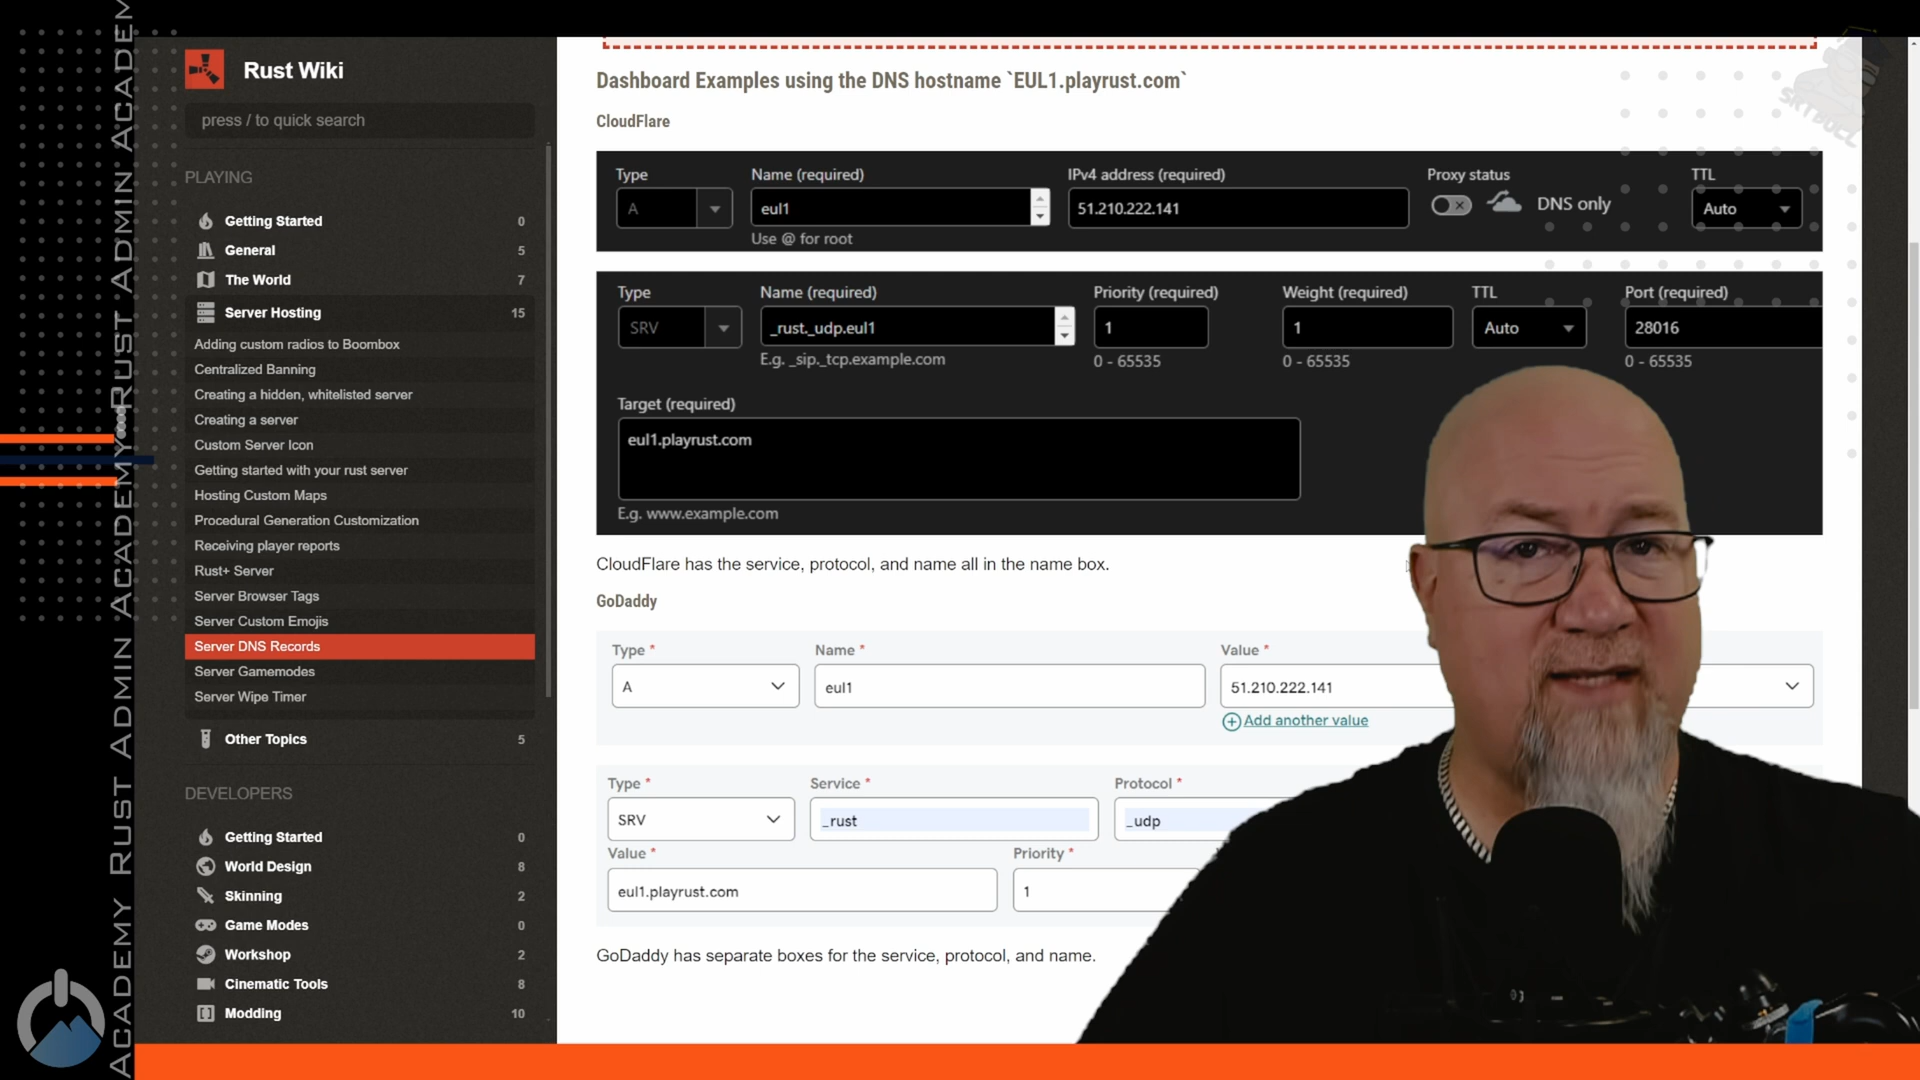 RUST ADMIN ACADEMY
SKYBUCL
Rust Wiki
press / to quick search
PLAYING
Getting Started 0
General 5
The World 7
Server Hosting 15
Adding custom radios to Boombox
Centralized Banning
Creating a hidden, whitelisted server
Creating a server
Custom Server Icon
Getting started with your rust server
Hosting Custom Maps
Procedural Generation Customization
Receiving player reports
Rust+ Server
Server Browser Tags
Server Custom Emojis
Server DNS Records
Server Gamemodes
Server Wipe Timer
Other Topics 5
DEVELOPERS
Getting Started 0
World Design 8
Skinning 2
Game Modes 0
Workshop 2
Cinematic Tools 8
Modding 10
Dashboard Examples using the DNS hostname `EUL1.playrust.com`
CloudFlare
Type Name (required) IPv4 address (required) Proxy status TTL
A eul1 51.210.222.141 DNS only Auto
Use @ for root
Type Name (required) Priority (required) Weight (required) TTL Port (required)
SRV _rust._udp.eul1 1 1 Auto 28016
E.g. _sip._tcp.example.com 0 - 65535 0 - 65535 0 - 65535
Target (required)
eul1.playrust.com
E.g. www.example.com
CloudFlare has the service, protocol, and name all in the name box.
GoDaddy
Type * Name * Value *
A eul1 51.210.222.141
Add another value
Type * Service * Protocol *
SRV _rust _udp
Value * Priority *
eul1.playrust.com 1
GoDaddy has separate boxes for the service, protocol, and name.